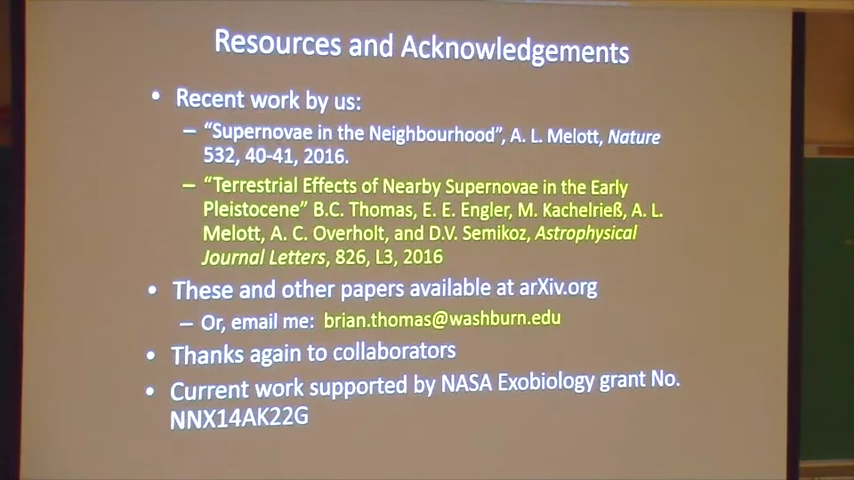 Resources and Acknowledgements
• Recent work by us:
– “Supernovae in the Neighbourhood”, A. L. Melott, Nature
532, 40-41, 2016.
– “Terrestrial Effects of Nearby Supernovae in the Early
Pleistocene” B.C. Thomas, E. E. Engler, M. Kachelrieß, A. L.
Melott, A. C. Overholt, and D.V. Semikoz, Astrophysical
Journal Letters, 826, L3, 2016
• These and other papers available at arXiv.org
– Or, email me: brian.thomas@washburn.edu
• Thanks again to collaborators
• Current work supported by NASA Exobiology grant No.
NNX14AK22G